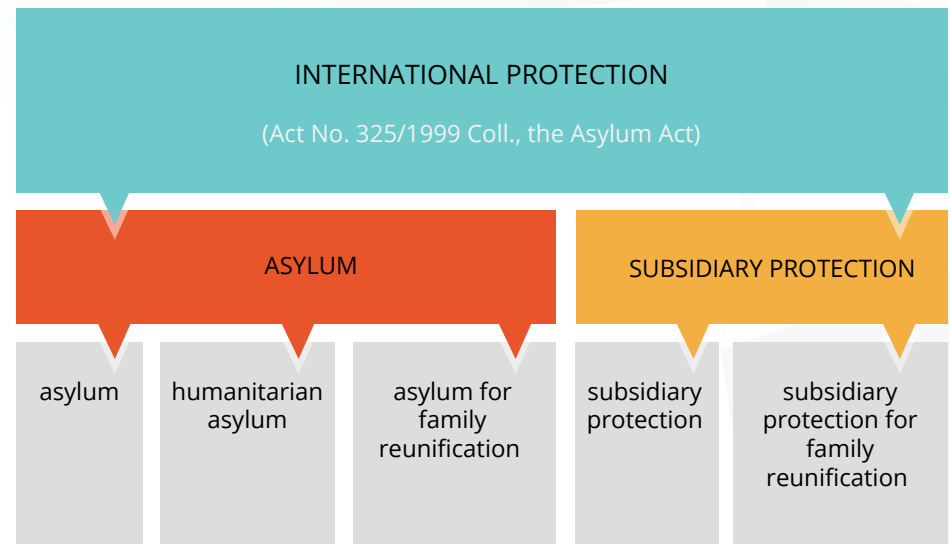 INTERNATIONAL PROTECTION
(Act No. 325/1999 Coll., the Asylum Act)
ASYLUM
SUBSIDIARY PROTECTION
asylum
humanitarian
asylum
asylum for
family
reunification
subsidiary
protection
subsidiary
protection for
family
reunification